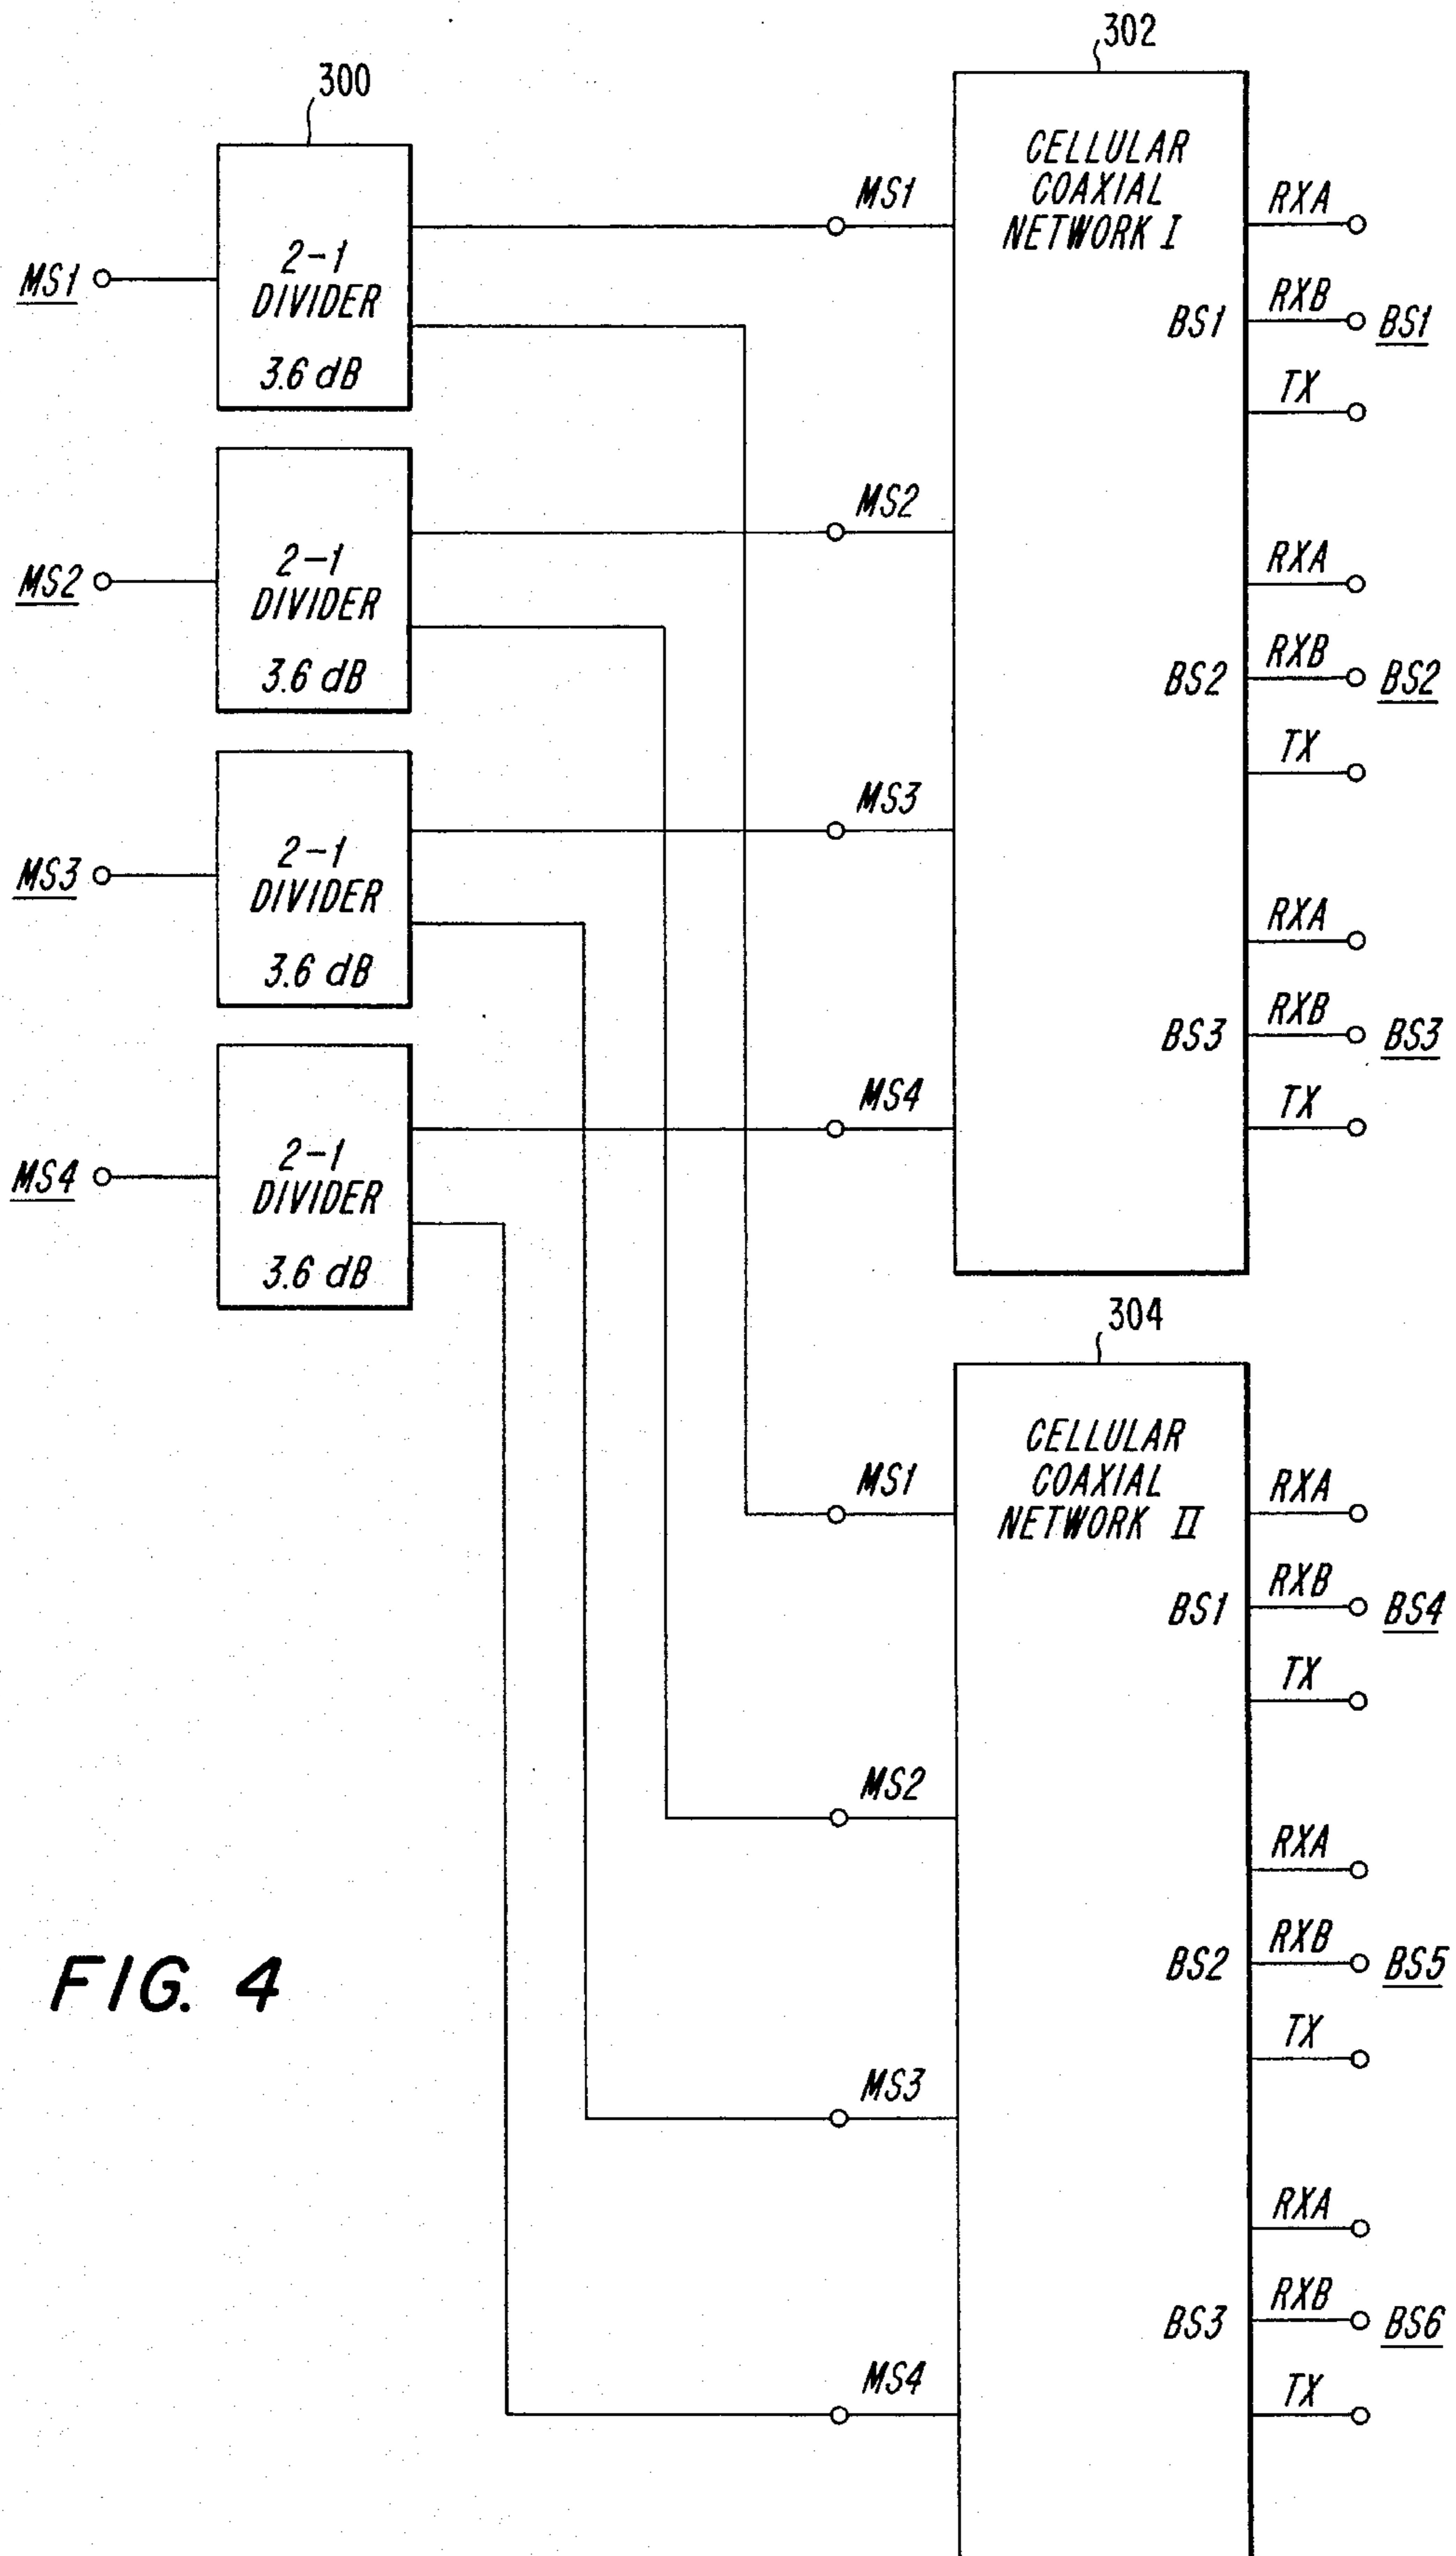 302
300
CELLULAR
COAXIAL
NETWORK I
MS1
RXA
MS1
2-1
DIVIDER
3.6 dB
BS1
RXB
BS1
TX
MS2
MS2
2-1
DIVIDER
3.6 dB
RXA
BS2
RXB
BS2
TX
MS3
MS3
2-1
DIVIDER
3.6 dB
RXA
BS3
RXB
BS3
MS4
TX
MS4
2-1
DIVIDER
3.6 dB
304
CELLULAR
COAXIAL
NETWORK II
MS1
RXA
BS1
RXB
BS4
TX
MS2
RXA
BS2
RXB
BS5
TX
FIG. 4
MS3
RXA
BS3
RXB
BS6
MS4
TX